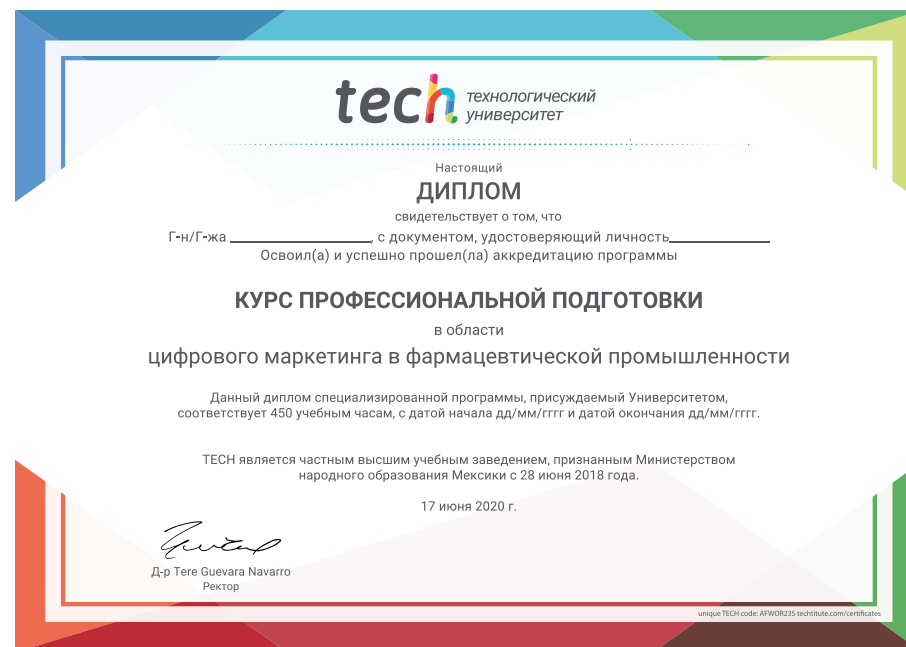 tech технологический
университет
Настоящий
ДИПЛОМ
свидетельствует о том, что
Г-н/Г-жа ____________, с документом, удостоверяющий личность____________
Освоил(а) и успешно прошел(ла) аккредитацию программы
КУРС ПРОФЕССИОНАЛЬНОЙ ПОДГОТОВКИ
в области
цифрового маркетинга в фармацевтической промышленности
Данный диплом специализированной программы, присуждаемый Университетом,
соответствует 450 учебным часам, с датой начала дд/мм/гггг и датой окончания дд/мм/гггг.
TECH является частным высшим учебным заведением, признанным Министерством
народного образования Мексики с 28 июня 2018 года.
17 июня 2020 г.
Д-р Tere Guevara Navarro
Ректор
unique TECH code: AFWOR23S techtitute.com/certificates